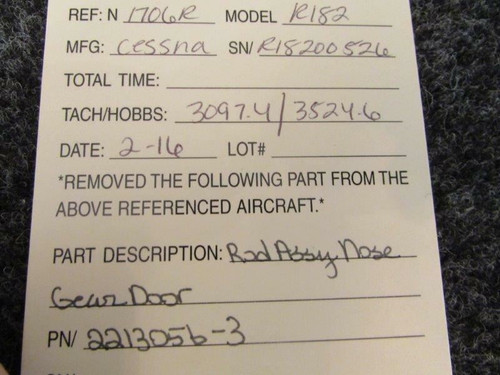 REF: N 1706R MODEL R182
MFG: Cessna SN/ R18200526
TOTAL TIME:
TACH/HOBBS: 3097.4/3524.6
DATE: 2-16 LOT#
*REMOVED THE FOLLOWING PART FROM THE
ABOVE REFERENCED AIRCRAFT.*
PART DESCRIPTION: Rod Assy Nose
Gear Door
PN/ 2213056-3